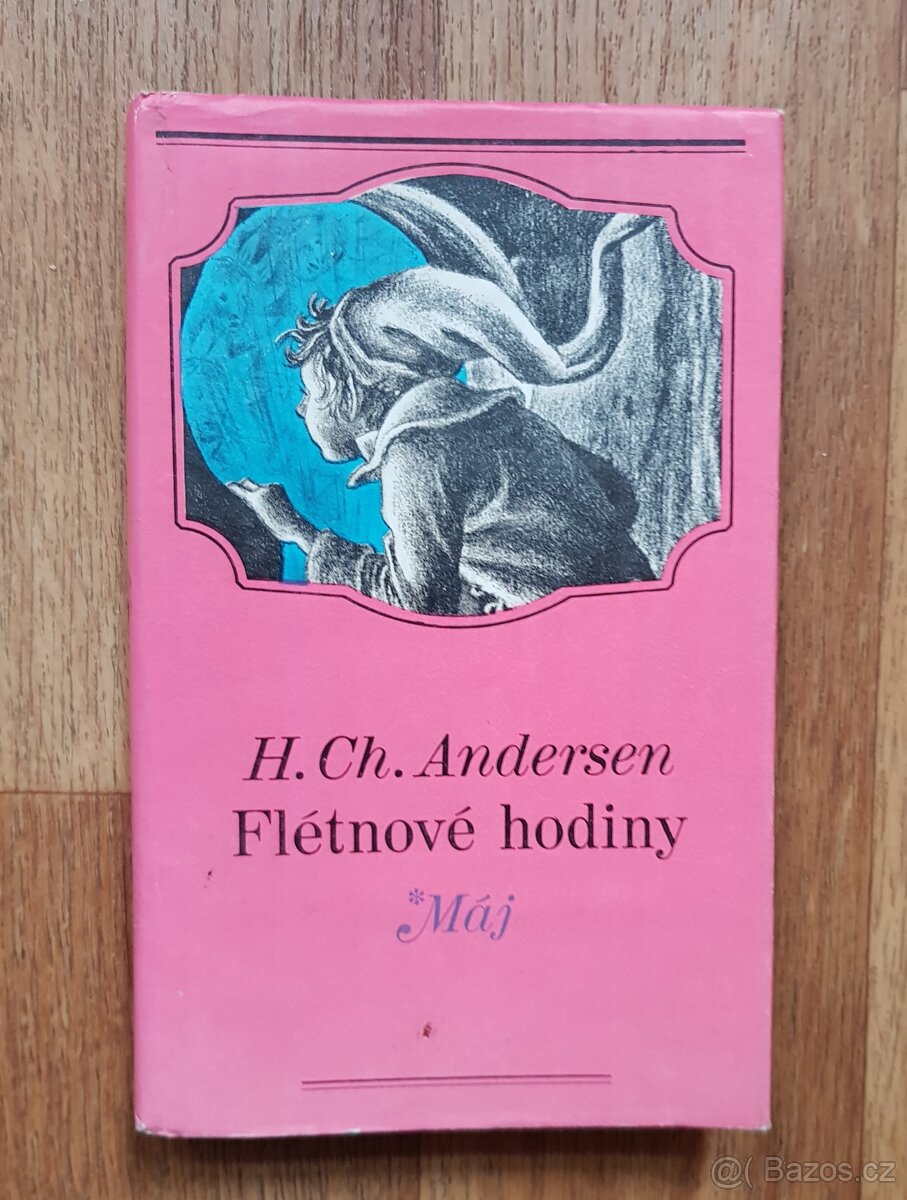 H. Ch. Andersen
Flétnové hodiny
*Máj
@( Bazos.cz